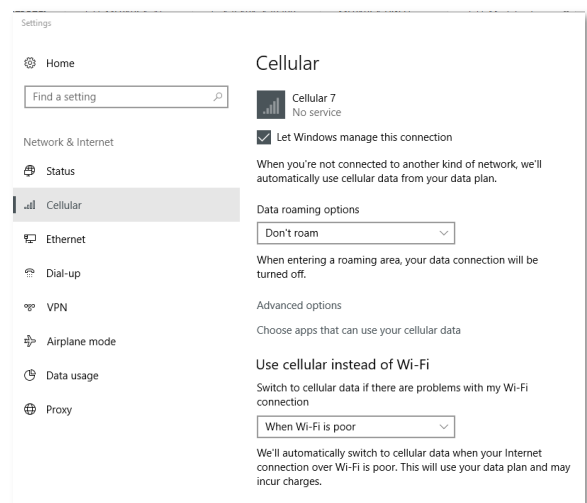 Settings
Home
Find a setting
Network & Internet
Status
Cellular
Ethernet
Dial-up
VPN
Airplane mode
Data usage
Proxy
Cellular
Cellular 7
No service
Let Windows manage this connection
When you're not connected to another kind of network, we'll
automatically use cellular data from your data plan.
Data roaming options
Don't roam
When entering a roaming area, your data connection will be
turned off.
Advanced options
Choose apps that can use your cellular data
Use cellular instead of Wi-Fi
Switch to cellular data if there are problems with my Wi-Fi
connection
When Wi-Fi is poor
We'll automatically switch to cellular data when your Internet
connection over Wi-Fi is poor. This will use your data plan and may
incur charges.